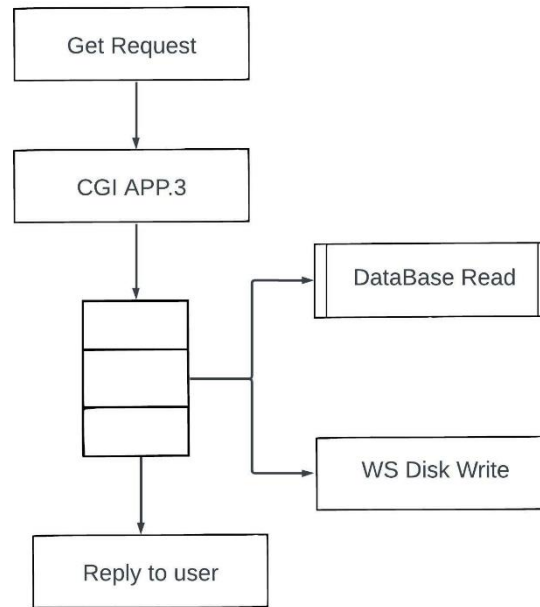 Get Request
CGI APP.3
DataBase Read
WS Disk Write
Reply to user